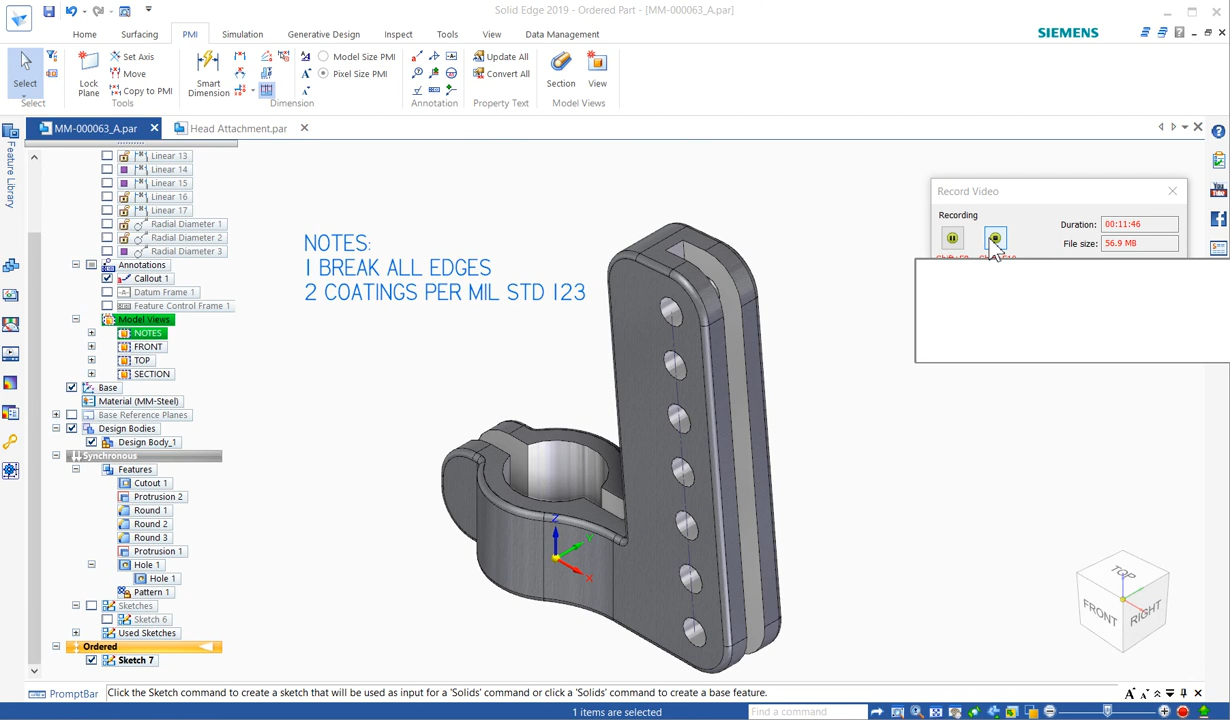 Solid Edge 2019 - Ordered Part - [MM-000063_A.par]
Home
Surfacing
PMI
Simulation
Generative Design
Inspect
Tools
View
Data Management
SIEMENS
Select
Lock Plane
Set Axis
Move
Copy to PMI
Smart Dimension
Model Size PMI
Pixel Size PMI
Update All
Convert All
Section
View
Select
Tools
Dimension
Annotation
Property Text
Model Views
MM-000063_A.par
Head Attachment.par
Feature Library
Linear 13
Linear 14
Linear 15
Linear 16
Linear 17
Radial Diameter 1
Radial Diameter 2
Radial Diameter 3
Annotations
Callout 1
Datum Frame 1
Feature Control Frame 1
Model Views
NOTES
FRONT
TOP
SECTION
Base
Material (MM-Steel)
Base Reference Planes
Design Bodies
Design Body_1
Synchronous
Features
Cutout 1
Protrusion 2
Round 1
Round 2
Round 3
Protrusion 1
Hole 1
Hole 1
Pattern 1
Sketches
Sketch 6
Used Sketches
Ordered
Sketch 7
NOTES:
1 BREAK ALL EDGES
2 COATINGS PER MIL STD 123
Z
Y
X
Record Video
Recording
Duration: 00:11:46
File size: 56.9 MB
TOP
FRONT
RIGHT
PromptBar
Click the Sketch command to create a sketch that will be used as input for a 'Solids' command or click a 'Solids' command to create a base feature.
1 items are selected
Find a command